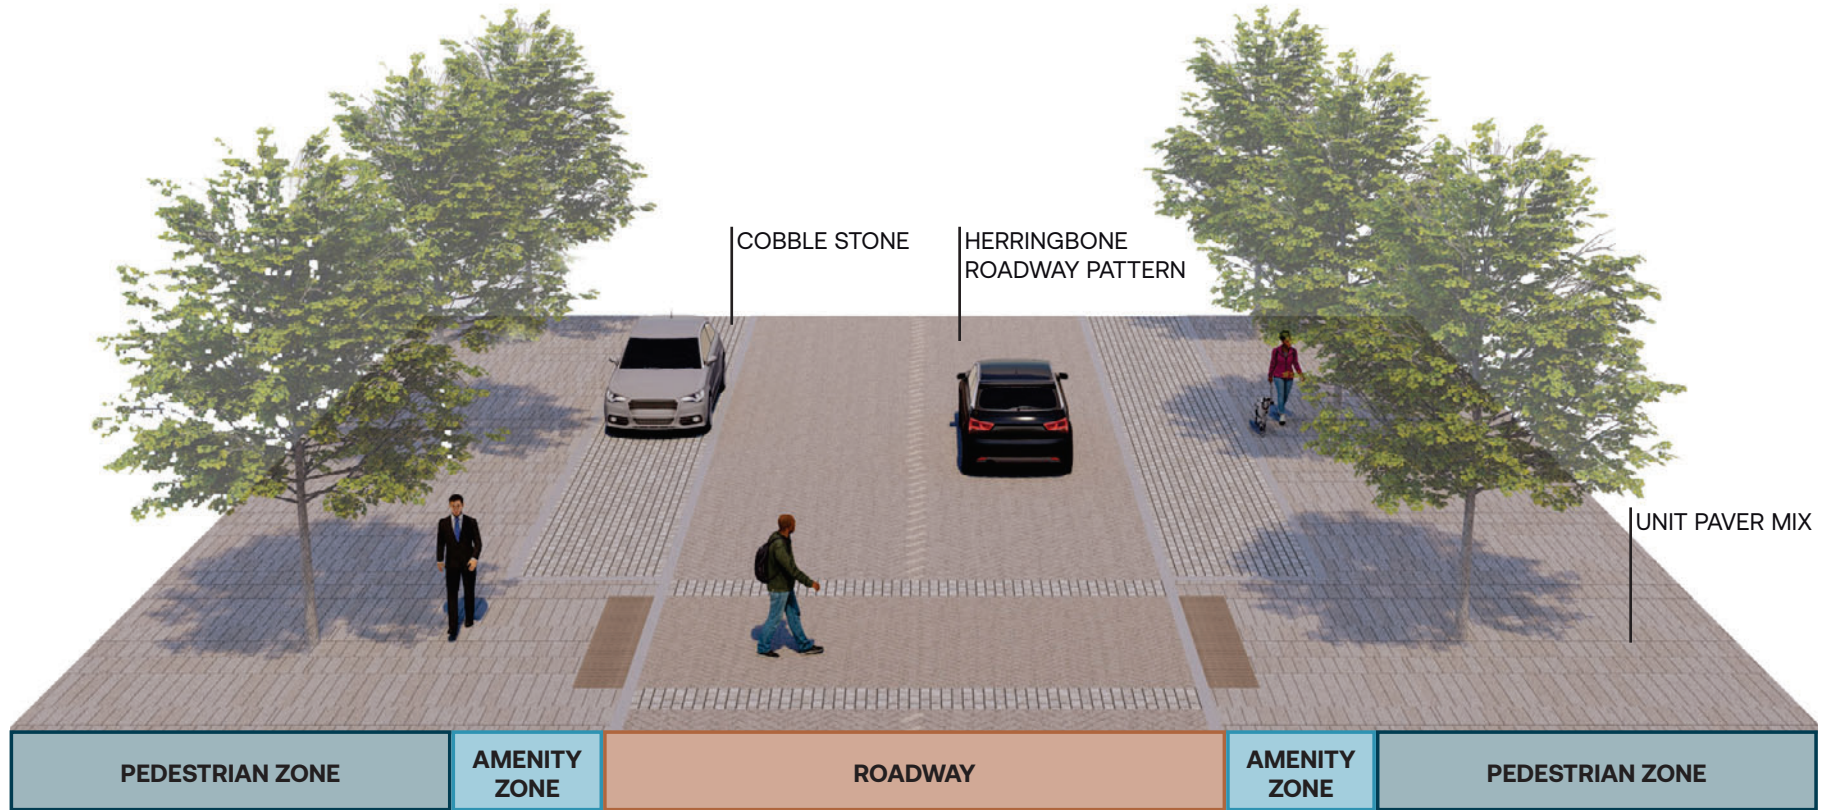 COBBLE STONE
HERRINGBONE
ROADWAY PATTERN
UNIT PAVER MIX
PEDESTRIAN ZONE
AMENITY
ZONE
ROADWAY
AMENITY
ZONE
PEDESTRIAN ZONE